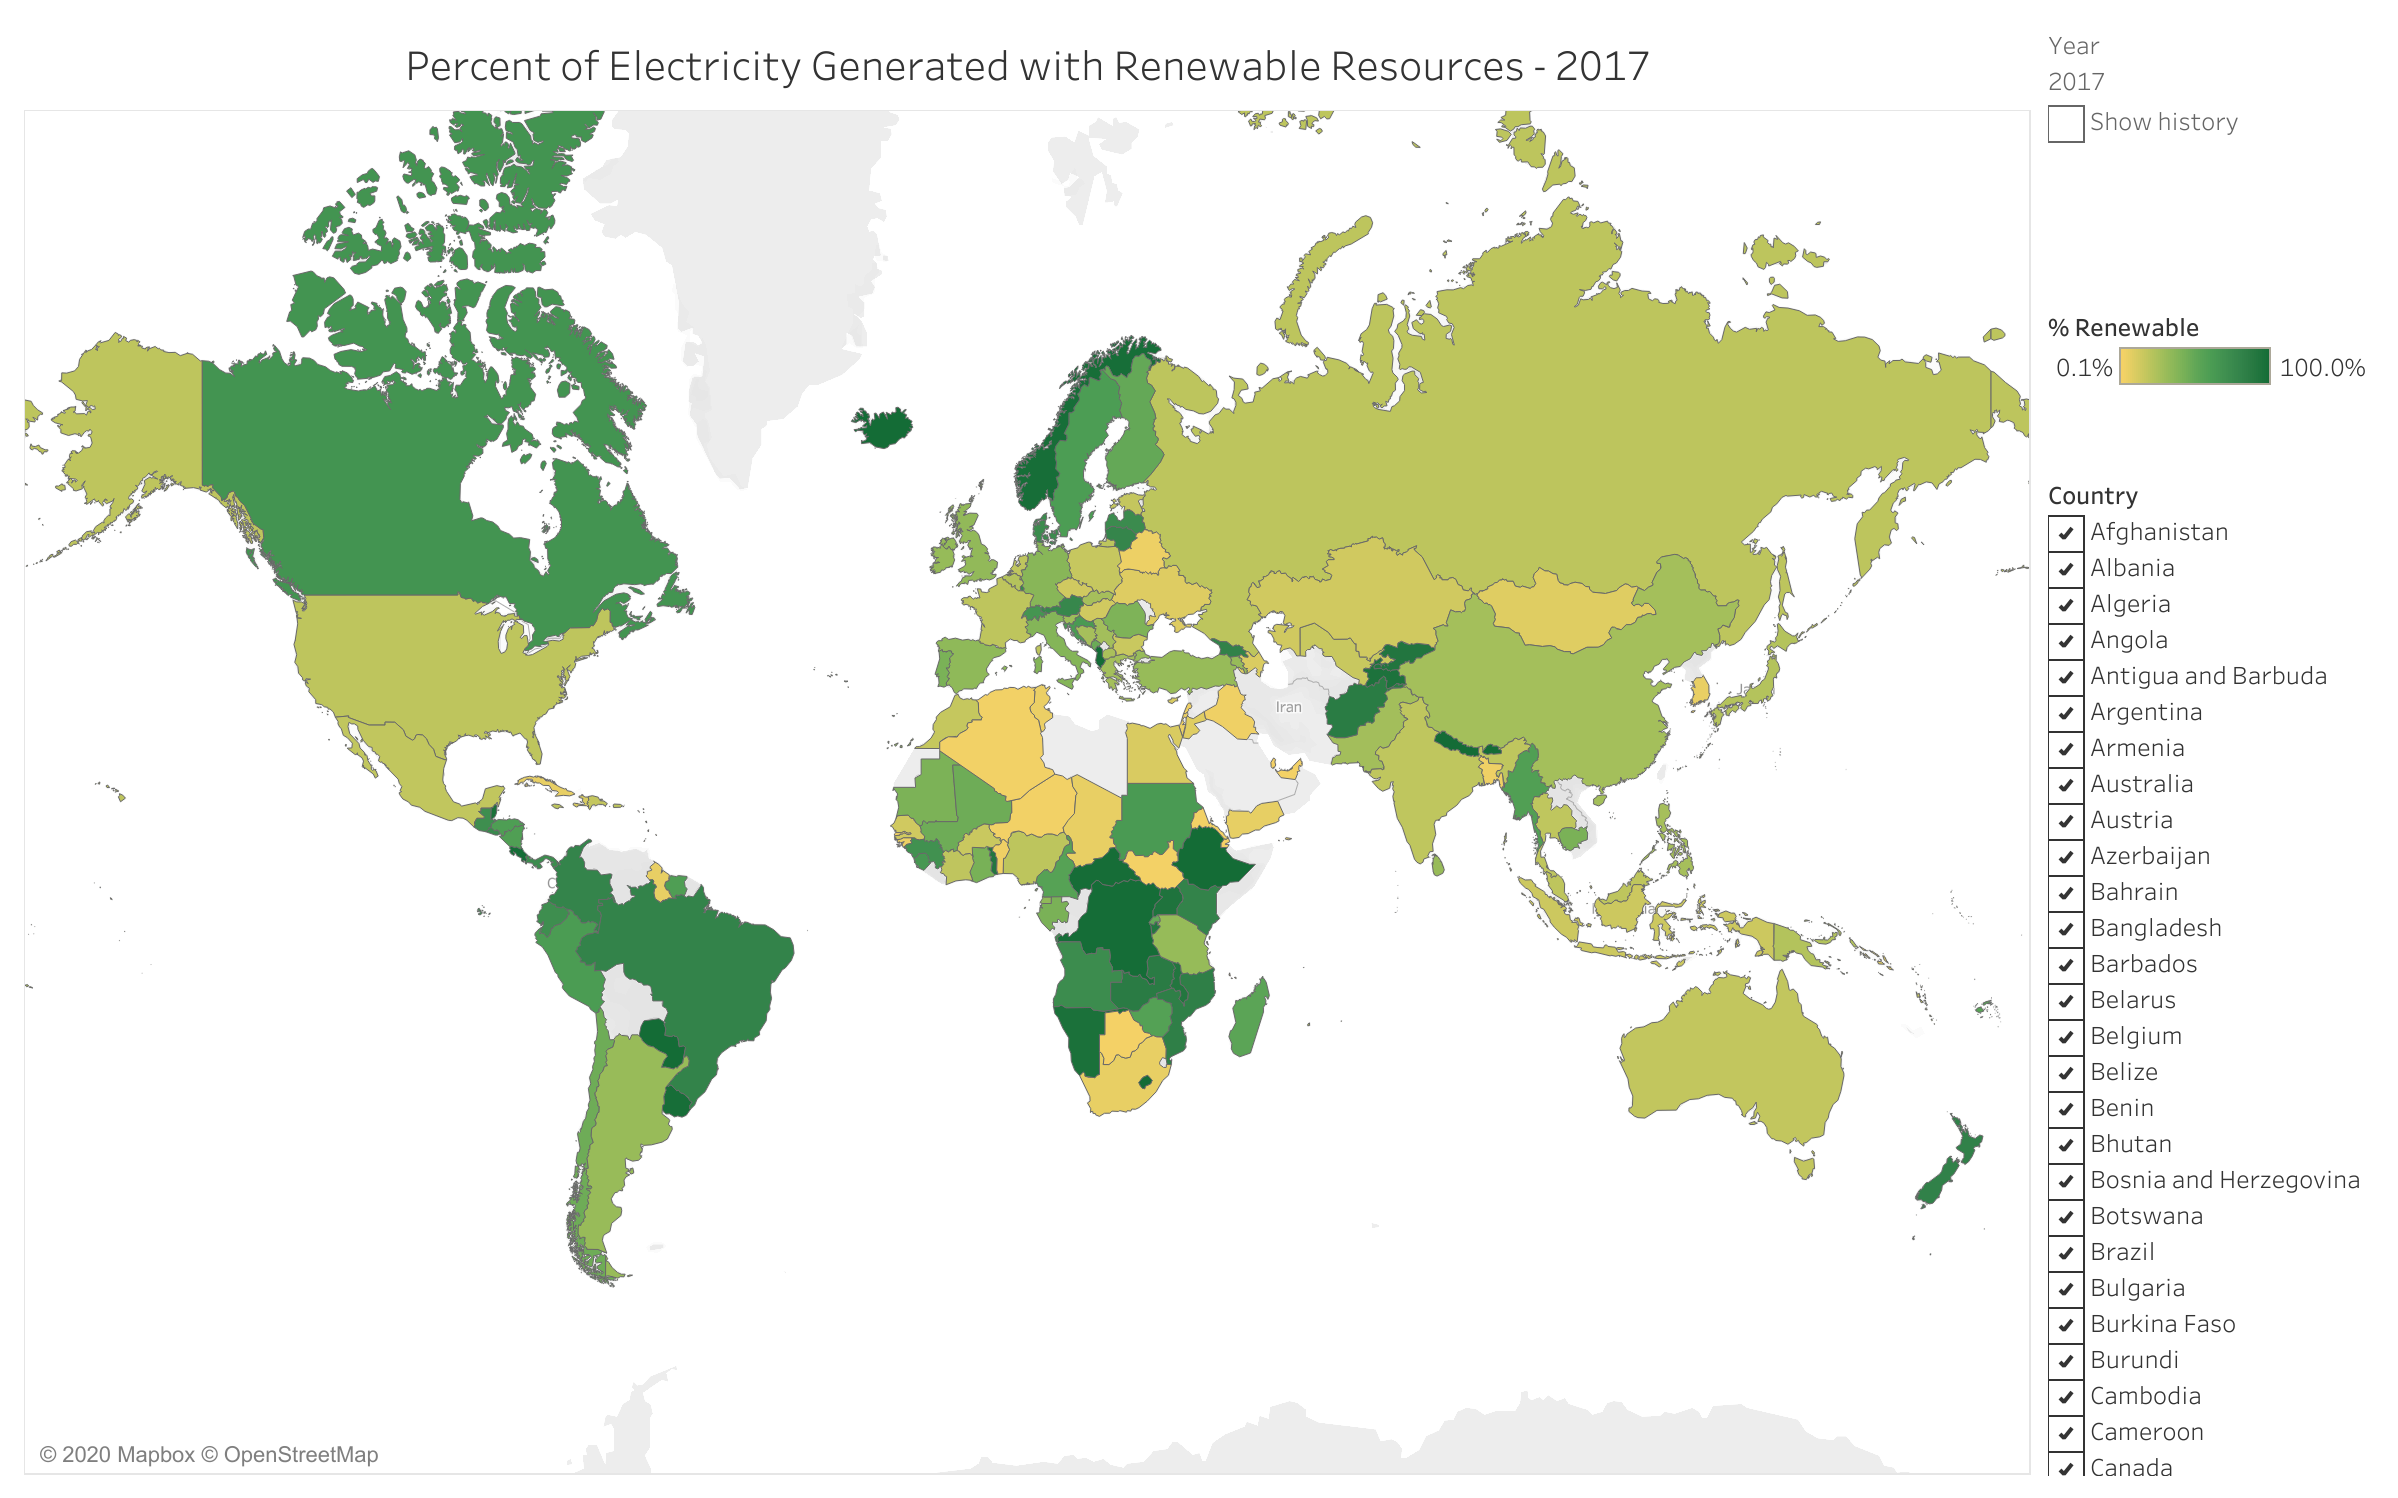 Percent of Electricity Generated with Renewable Resources - 2017
Year
2017
Show history
% Renewable
0.1%
100.0%
Country
Afghanistan
Albania
Algeria
Angola
Antigua and Barbuda
Argentina
Armenia
Australia
Austria
Azerbaijan
Bahrain
Bangladesh
Barbados
Belarus
Belgium
Belize
Benin
Bhutan
Bosnia and Herzegovina
Botswana
Brazil
Bulgaria
Burkina Faso
Burundi
Cambodia
Cameroon
Canada
Iran
© 2020 Mapbox © OpenStreetMap